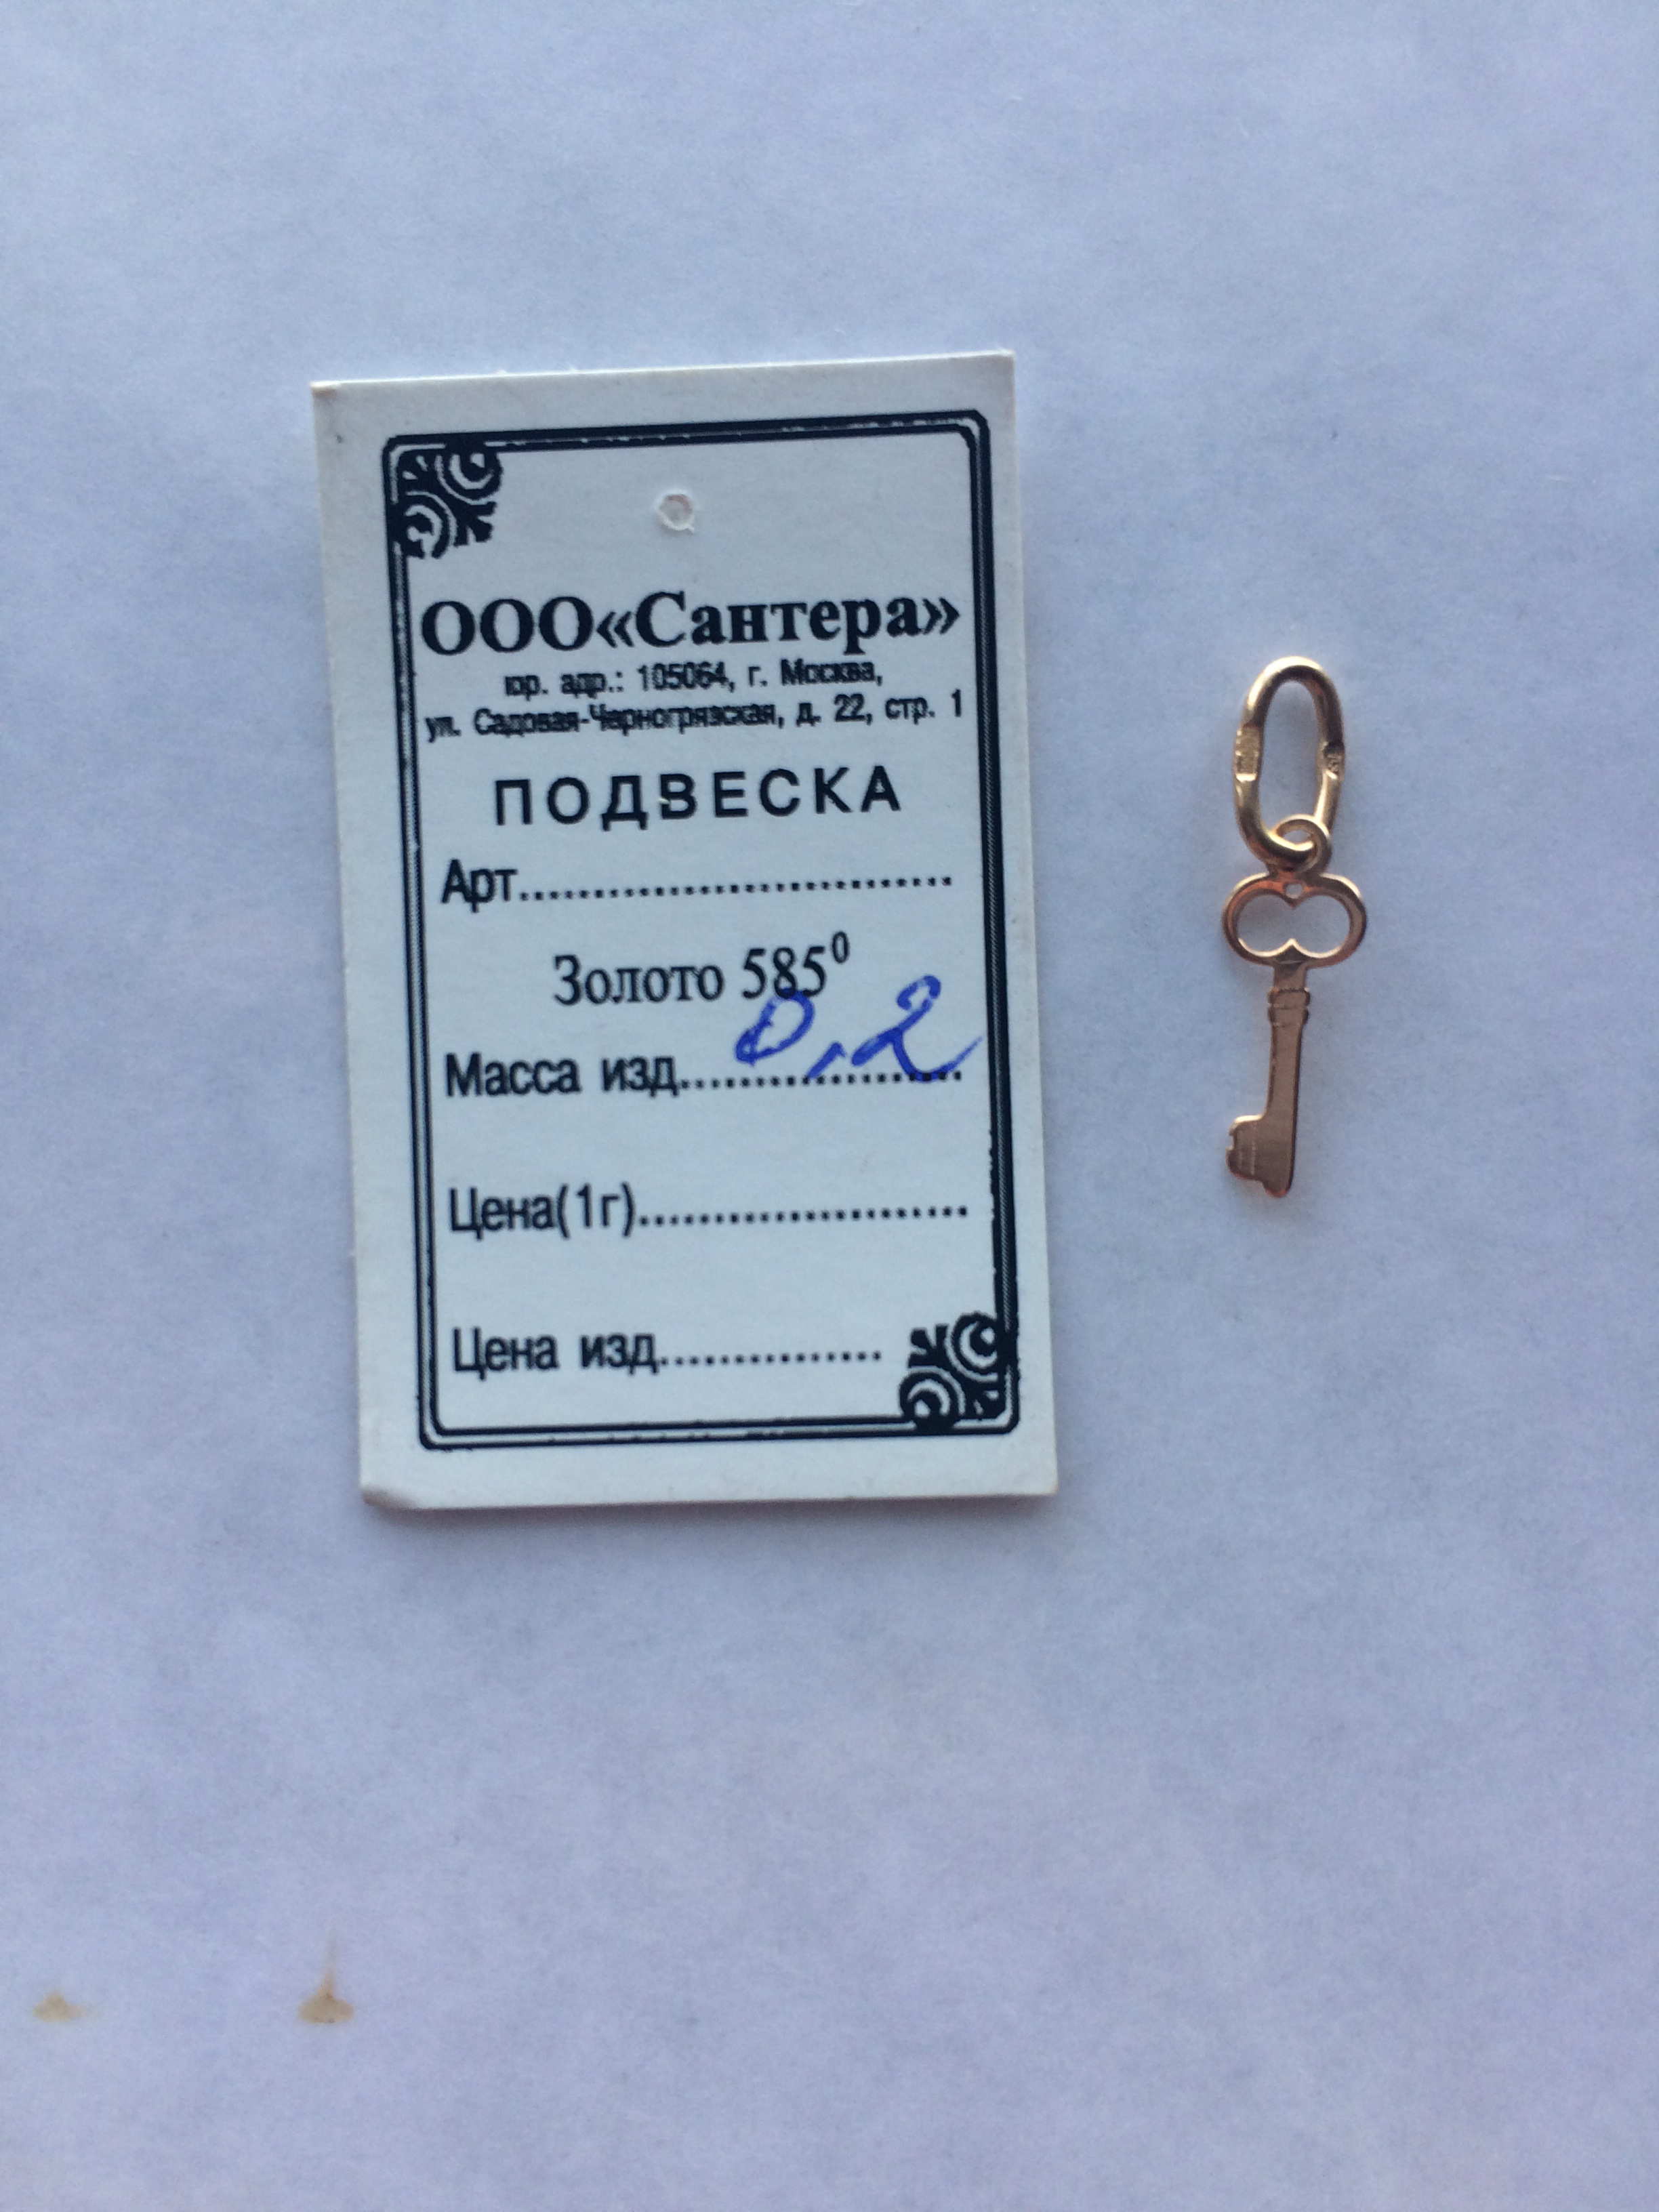 ООО«Сантера»
юр. адр.: 105064, г. Москва,
ул. Садовая-Черногрязская, д. 22, стр. 1
ПОДВЕСКА
Арт.............................
Золото 585⁰
Масса изд...................0,2
Цена(1г)......................
Цена изд...............